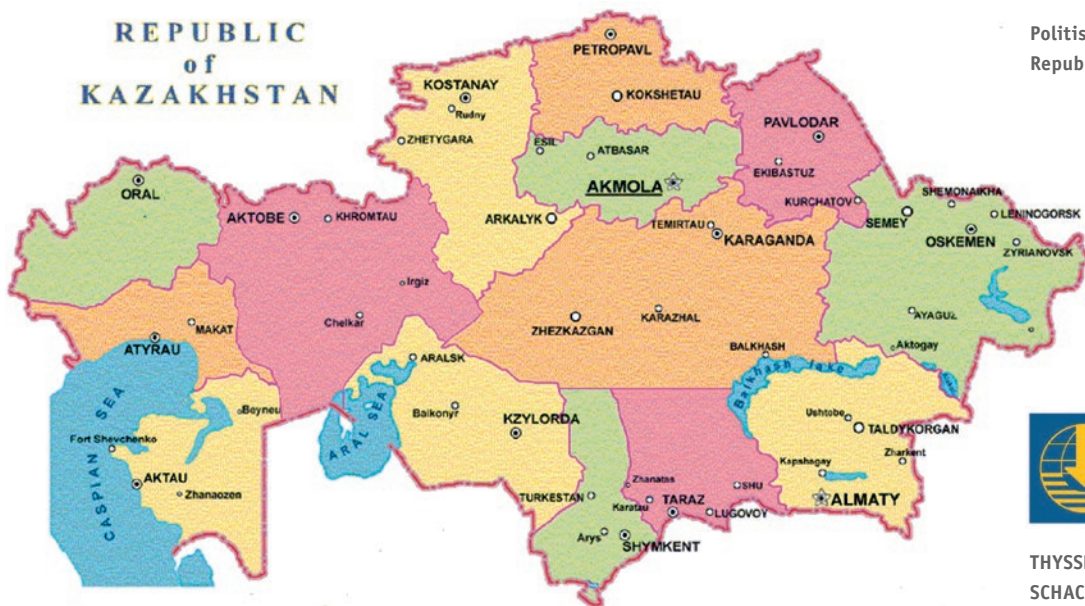 REPUBLIC
of
KAZAKHSTAN
Politis
Republ
PETROPAVL
KOSTANAY
KOKSHETAU
Rudny
PAVLODAR
ZHETYGARA
ESIL
ATBASAR
EKIBASTUZ
ORAL
AKMOLA
SHEMONAIKHA
KURCHATOV
AKTOBE
KHROMTAU
ARKALYK
TEMIRTAU
SEMEY
LENINOGORSK
KARAGANDA
OSKEMEN
ZYRIANOVSK
Irgiz
Chelkar
KARAZHAL
AYAGUZ
MAKAT
ZHEZKAZGAN
ATYRAU
ARALSK
BALKHASH
Aktogay
Balkhash lake
Beyneu
Baikonyr
KZYLORDA
Ushtobe
TALDYKORGAN
CASPIAN SEA
ARAL SEA
Fort Shevchenko
Zharkent
AKTAU
Zhanaozen
Kapshagay
Zhanatas
SHU
TURKESTAN
Karatau
TARAZ
ALMATY
LUGOVOY
Arys
SHYMKENT
THYSS
SCHAC